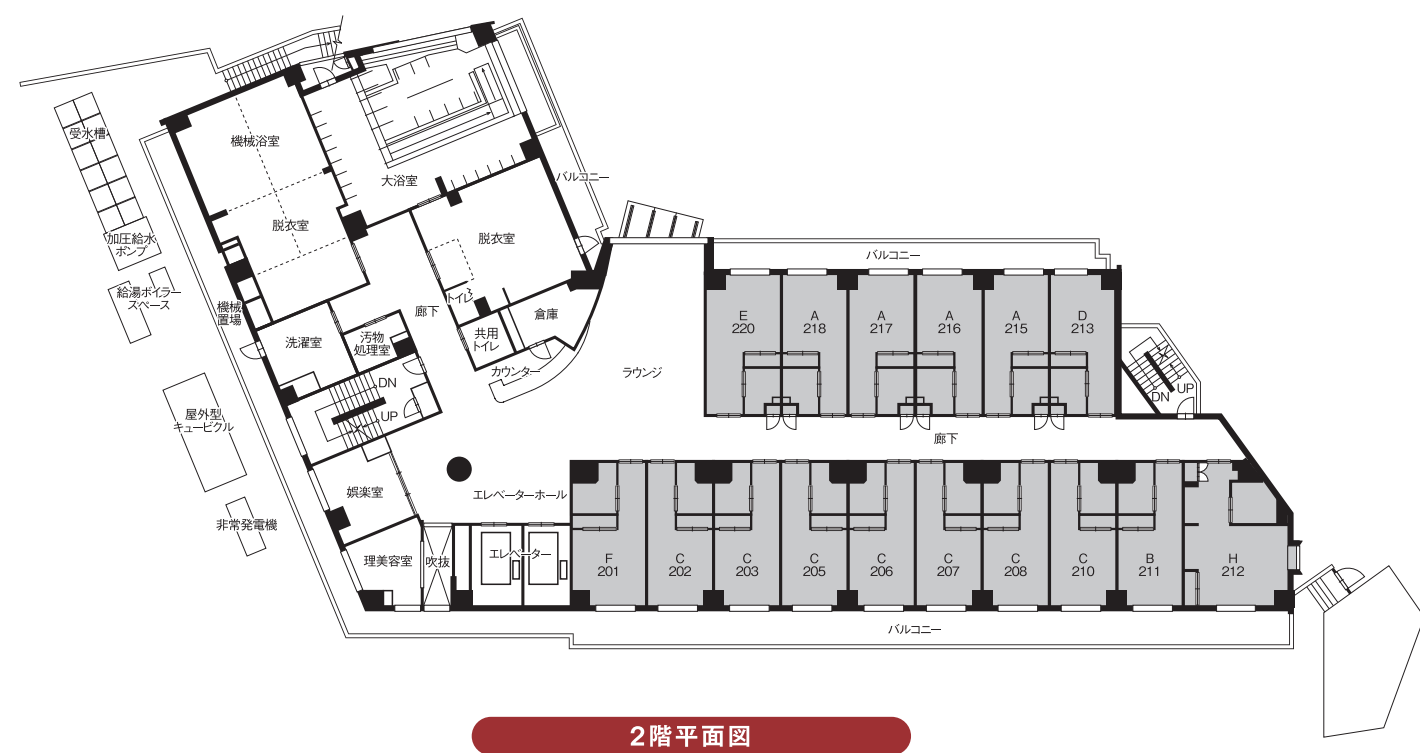 受水槽
機械浴室
大浴室
バルコニー
脱衣室
脱衣室
加圧給水
ポンプ
バルコニー
給湯ボイラー
スペース
機械
置場
廊下
トイレ
倉庫
洗濯室
汚物
処理室
共用
トイレ
カウンター
ラウンジ
E
220
A
218
A
217
A
216
A
215
D
213
DN
UP
DN
UP
屋外型
キュービクル
廊下
娯楽室
エレベーターホール
非常発電機
理美容室
吹抜
エレベーター
F
201
C
202
C
203
C
205
C
206
C
207
C
208
C
210
B
211
H
212
バルコニー
2階平面図